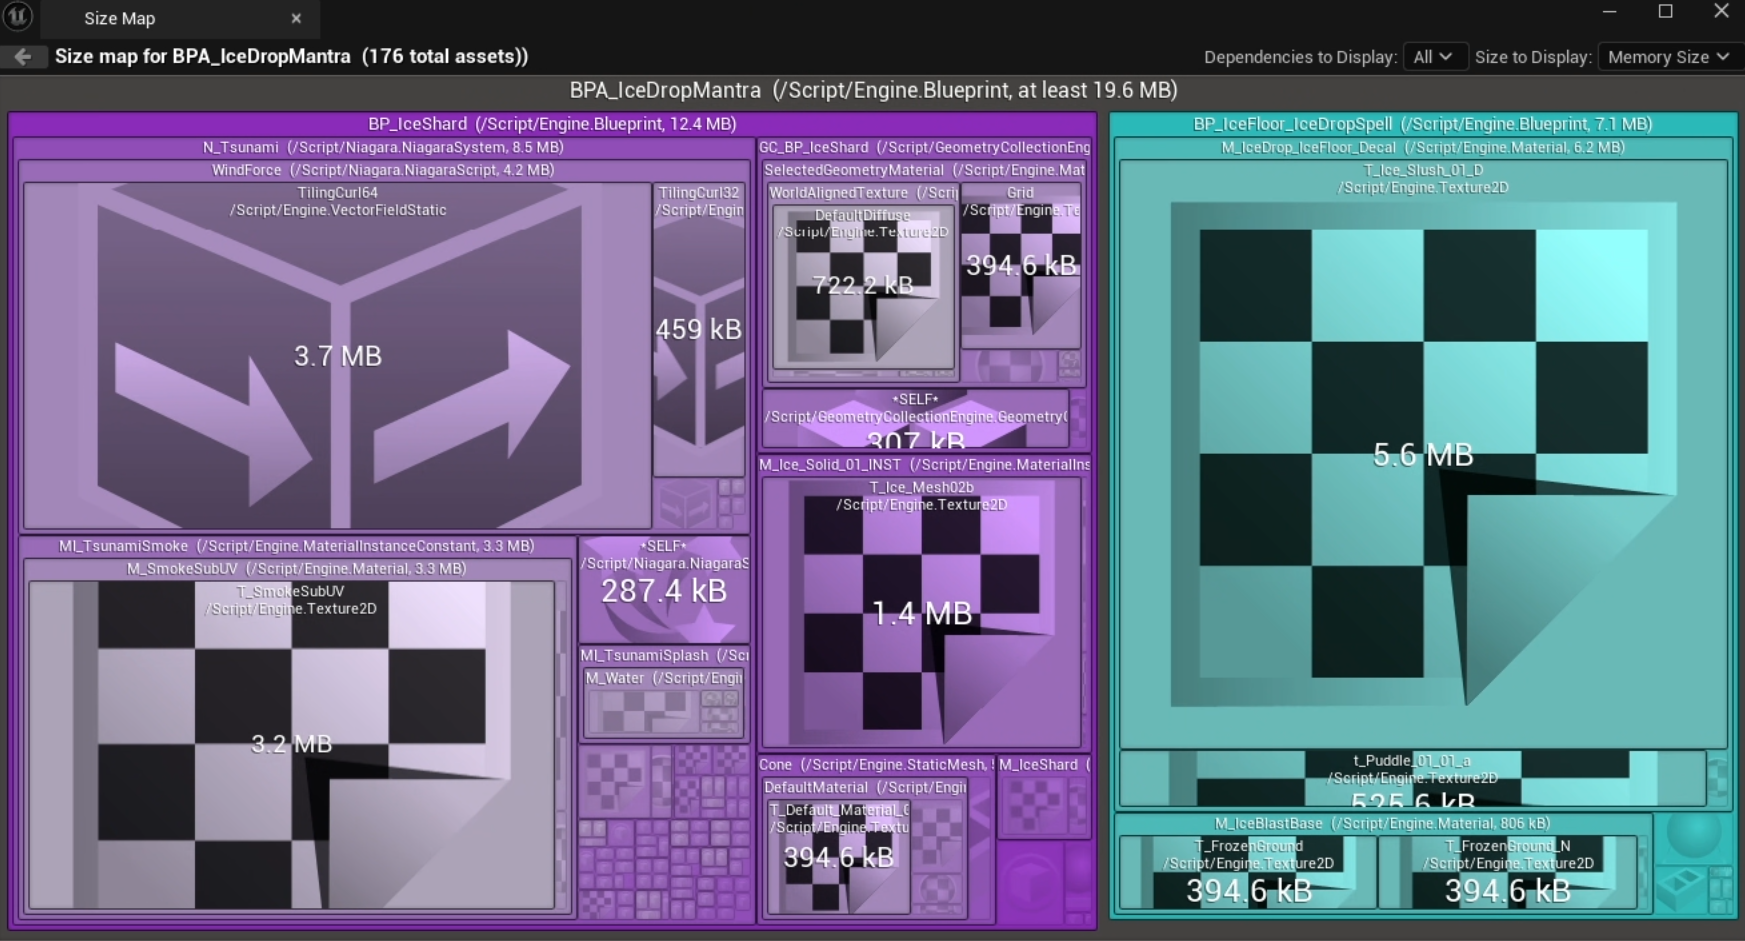 Size Map
Size map for BPA_IceDropMantra (176 total assets))
Dependencies to Display: All Size to Display: Memory Size
BPA_IceDropMantra (/Script/Engine.Blueprint, at least 19.6 MB)
BP_IceShard (/Script/Engine.Blueprint, 12.4 MB)
N_Tsunami (/Script/Niagara.NiagaraSystem, 8.5 MB)
WindForce (/Script/Niagara.NiagaraScript, 4.2 MB)
TilingCurl64
/Script/Engine.VectorFieldStatic
3.7 MB
TilingCurl32
/Script/Engin
459 kB
MI_TsunamiSmoke (/Script/Engine.MaterialInstanceConstant, 3.3 MB)
M_SmokeSubUV (/Script/Engine.Material, 3.3 MB)
T_SmokeSubUV
/Script/Engine.Texture2D
3.2 MB
*SELF*
/Script/Niagara.NiagaraS
287.4 kB
MI_TsunamiSplash (/Scr
M_Water (/Script/Engi
GC_BP_IceShard (/Script/GeometryCollectionEng
SelectedGeometryMaterial (/Script/Engine.Mat
WorldAlignedTexture (/Scrip
DefaultDiffuse
/Script/Engine.Texture2D
722.2 kB
Grid
/Script/Engine.Te
394.6 kB
*SELF*
/Script/GeometryCollectionEngine.GeometryC
307 kB
M_Ice_Solid_01_INST (/Script/Engine.MaterialIns
T_Ice_Mesh02b
/Script/Engine.Texture2D
1.4 MB
Cone (/Script/Engine.StaticMesh,
DefaultMaterial (/Script/Engin
T_Default_Material_
/Script/Engine.Textu
394.6 kB
M_IceShard (
BP_IceFloor_IceDropSpell (/Script/Engine.Blueprint, 7.1 MB)
M_IceDrop_IceFloor_Decal (/Script/Engine.Material, 6.2 MB)
T_Ice_Slush_01_D
/Script/Engine.Texture2D
5.6 MB
t_Puddle_01_01_a
/Script/Engine.Texture2D
525.6 kB
M_IceBlastBase (/Script/Engine.Material, 806 kB)
T_FrozenGround
/Script/Engine.Texture2D
394.6 kB
T_FrozenGround_N
/Script/Engine.Texture2D
394.6 kB